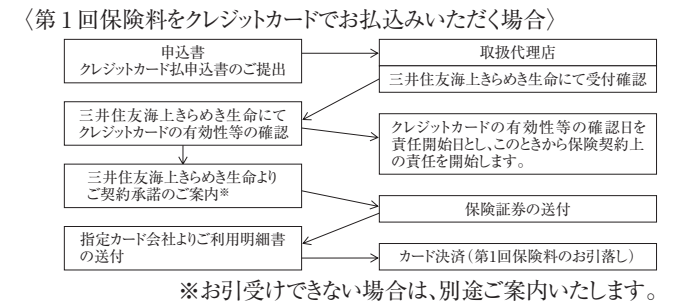 〈第1回保険料をクレジットカードでお払込みいただく場合〉
申込書
クレジットカード払申込書のご提出
取扱代理店
三井住友海上きらめき生命にて受付確認
三井住友海上きらめき生命にて
クレジットカードの有効性等の確認
クレジットカードの有効性等の確認日を
責任開始日とし、このときから保険契約上
の責任を開始します。
三井住友海上きらめき生命より
ご契約承諾のご案内※
保険証券の送付
指定カード会社よりご利用明細書
の送付
カード決済(第1回保険料のお引落し)
※お引受けできない場合は、別途ご案内いたします。